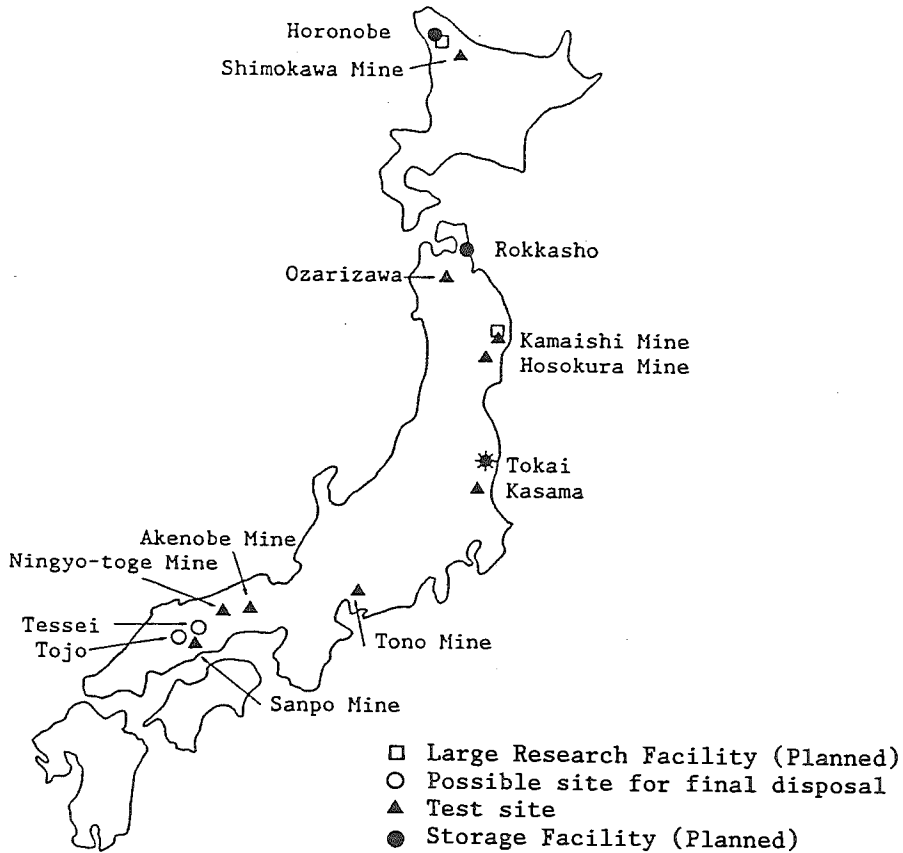 Horonobe
Shimokawa Mine
Rokkasho
Ozarizawa
Kamaishi Mine
Hosokura Mine
Tokai
Kasama
Akenobe Mine
Ningyo-toge Mine
Tessei
Tojo
Tono Mine
Sanpo Mine
Large Research Facility (Planned)
Possible site for final disposal
Test site
Storage Facility (Planned)